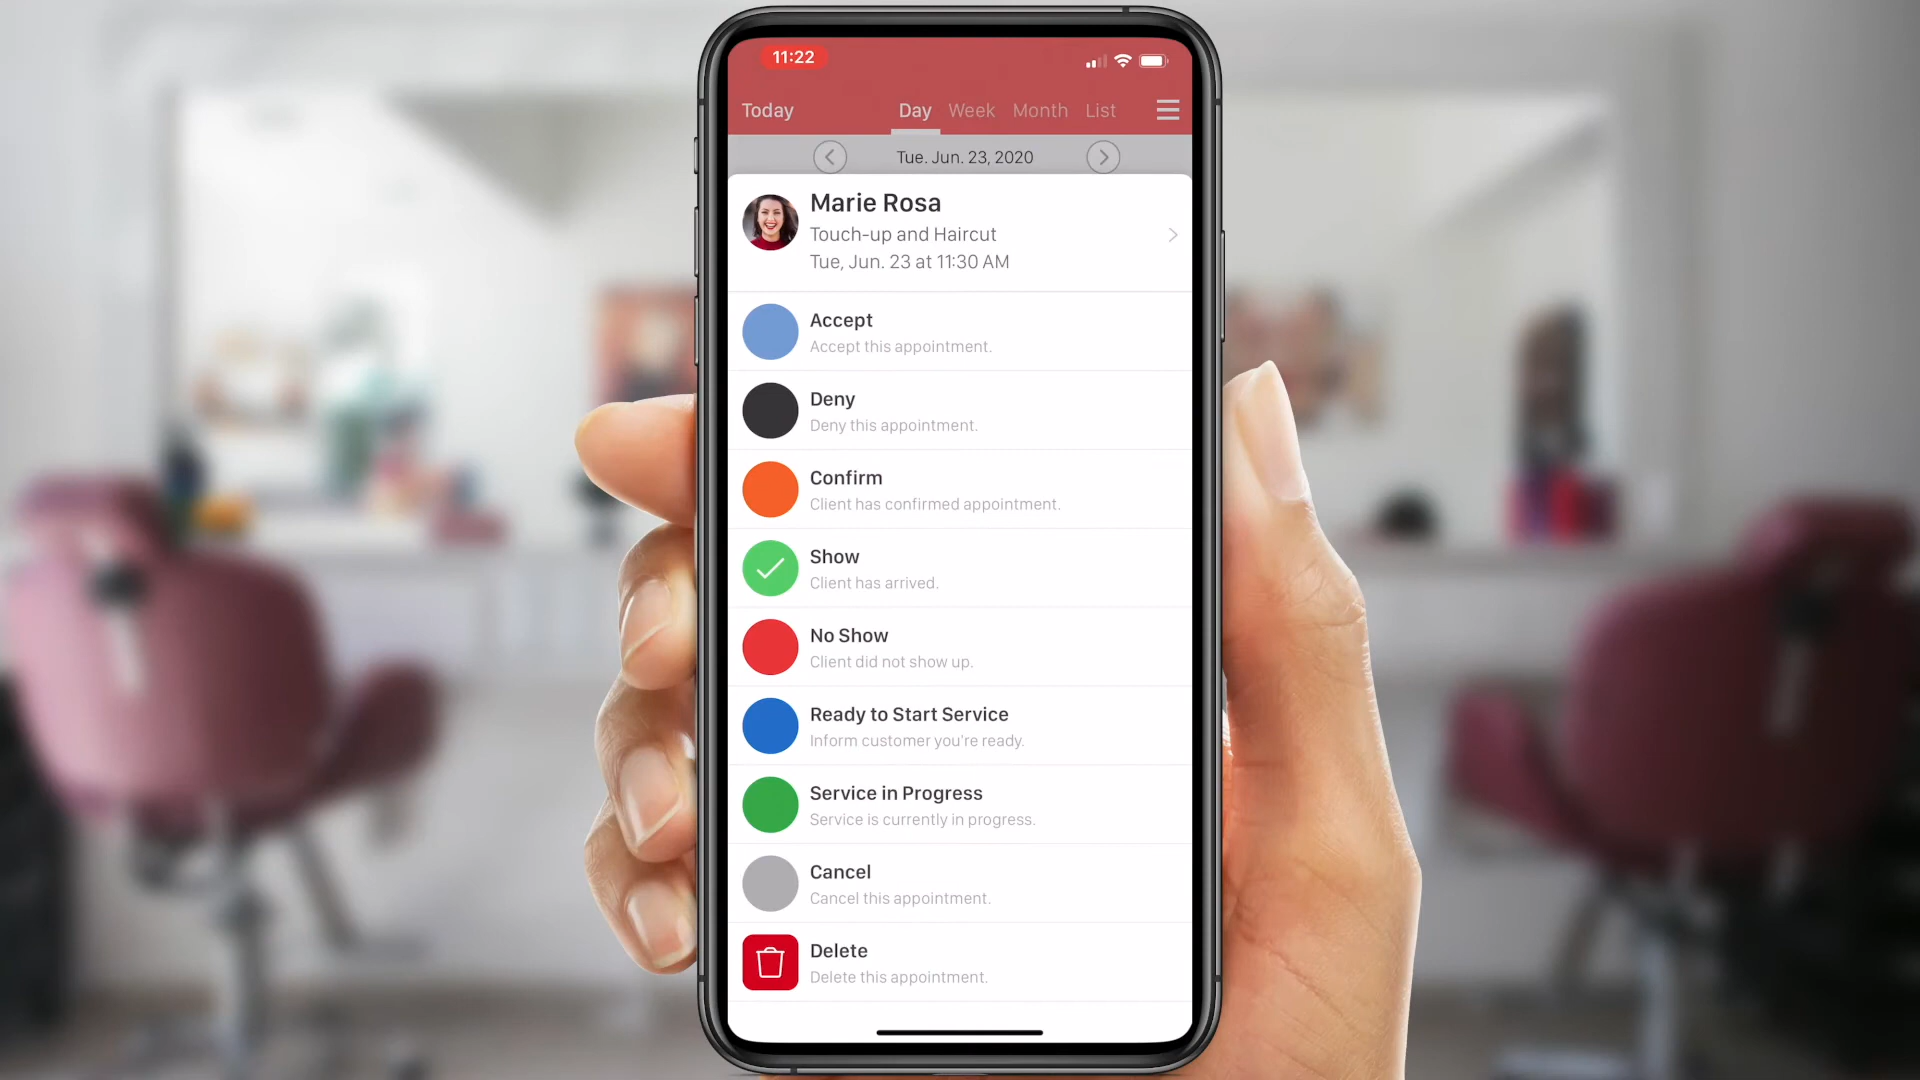 11:22
Today Day Week Month List
Tue. Jun. 23, 2020
Marie Rosa
Touch-up and Haircut
Tue, Jun. 23 at 11:30 AM
Accept
Accept this appointment.
Deny
Deny this appointment.
Confirm
Client has confirmed appointment.
Show
Client has arrived.
No Show
Client did not show up.
Ready to Start Service
Inform customer you're ready.
Service in Progress
Service is currently in progress.
Cancel
Cancel this appointment.
Delete
Delete this appointment.